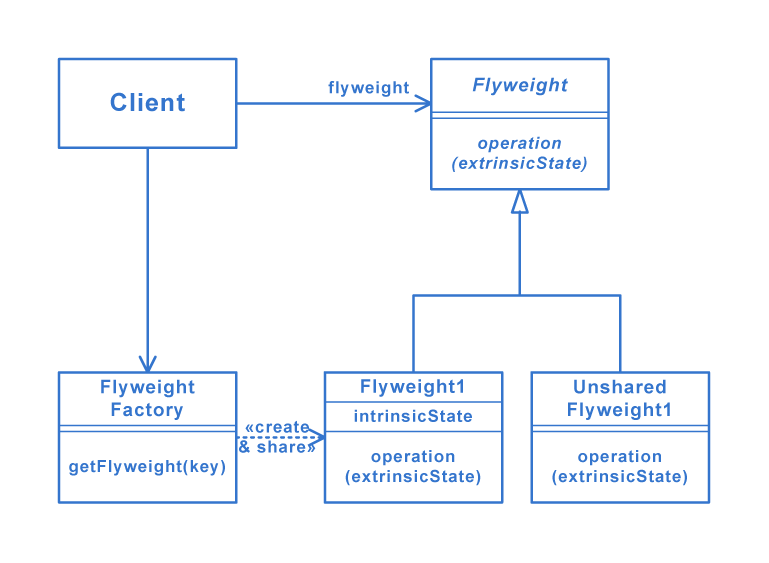 Client
flyweight
Flyweight
operation
(extrinsicState)
Flyweight
Factory
getFlyweight(key)
«create
& share»
Flyweight1
intrinsicState
operation
(extrinsicState)
Unshared
Flyweight1
operation
(extrinsicState)